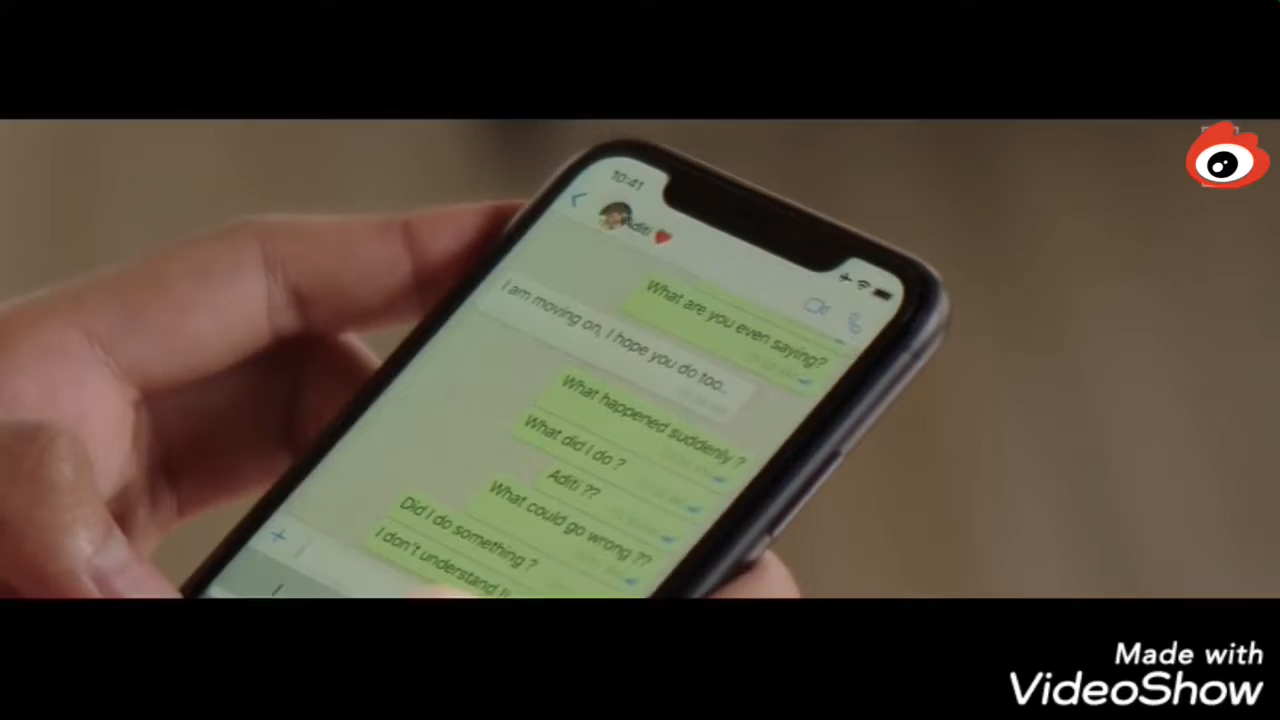 10:41
Aditi
What are you even saying?
I am moving on, I hope you do too..
What happened suddenly ?
What did I do ?
Aditi ??
What could go wrong ??
Did I do something ?
I don't understand !!
Made with
VideoShow